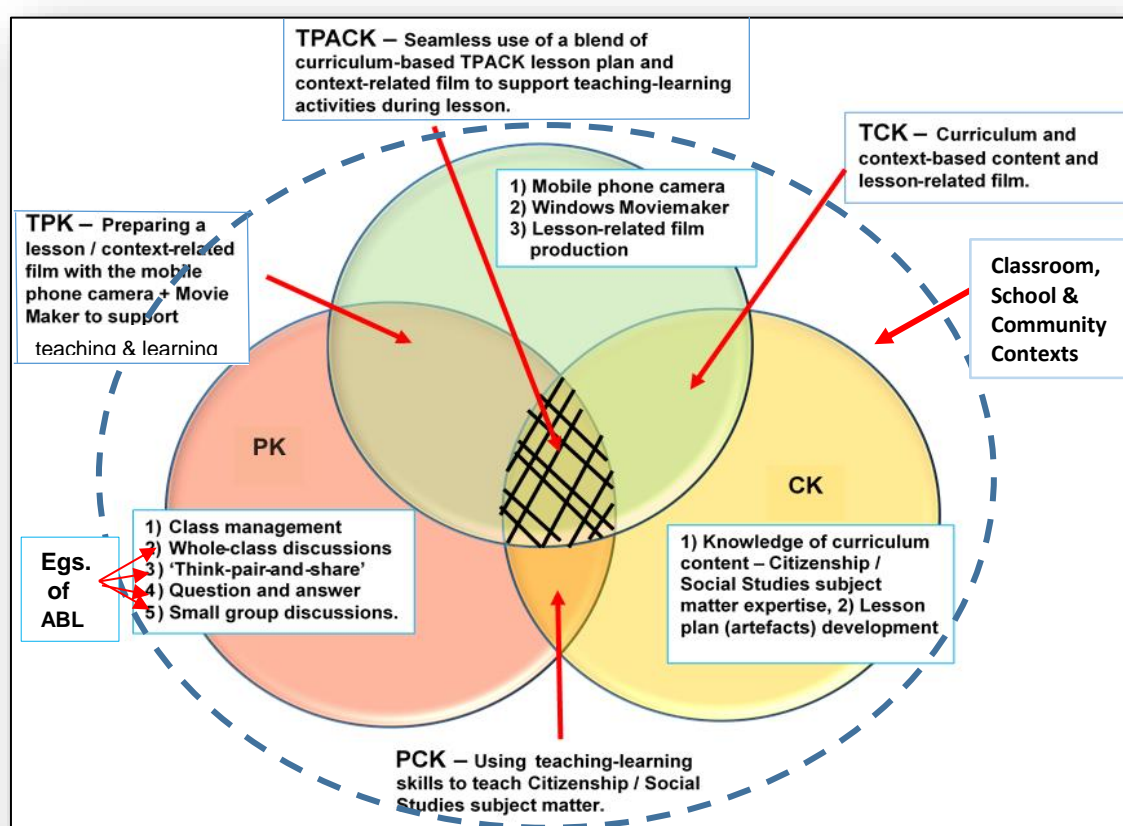 TPACK – Seamless use of a blend of
curriculum-based TPACK lesson plan and
context-related film to support teaching-learning
activities during lesson.
TCK – Curriculum and
context-based content and
lesson-related film.
1) Mobile phone camera
2) Windows Moviemaker
3) Lesson-related film
production
TPK – Preparing a
lesson / context-related
film with the mobile
phone camera + Movie
Maker to support
teaching & learning
Classroom,
School &
Community
Contexts
PK
CK
1) Class management
2) Whole-class discussions
3) ‘Think-pair-and-share’
4) Question and answer
5) Small group discussions.
Egs.
of
ABL
1) Knowledge of curriculum
content – Citizenship /
Social Studies subject
matter expertise, 2) Lesson
plan (artefacts) development
PCK – Using teaching-learning
skills to teach Citizenship / Social
Studies subject matter.